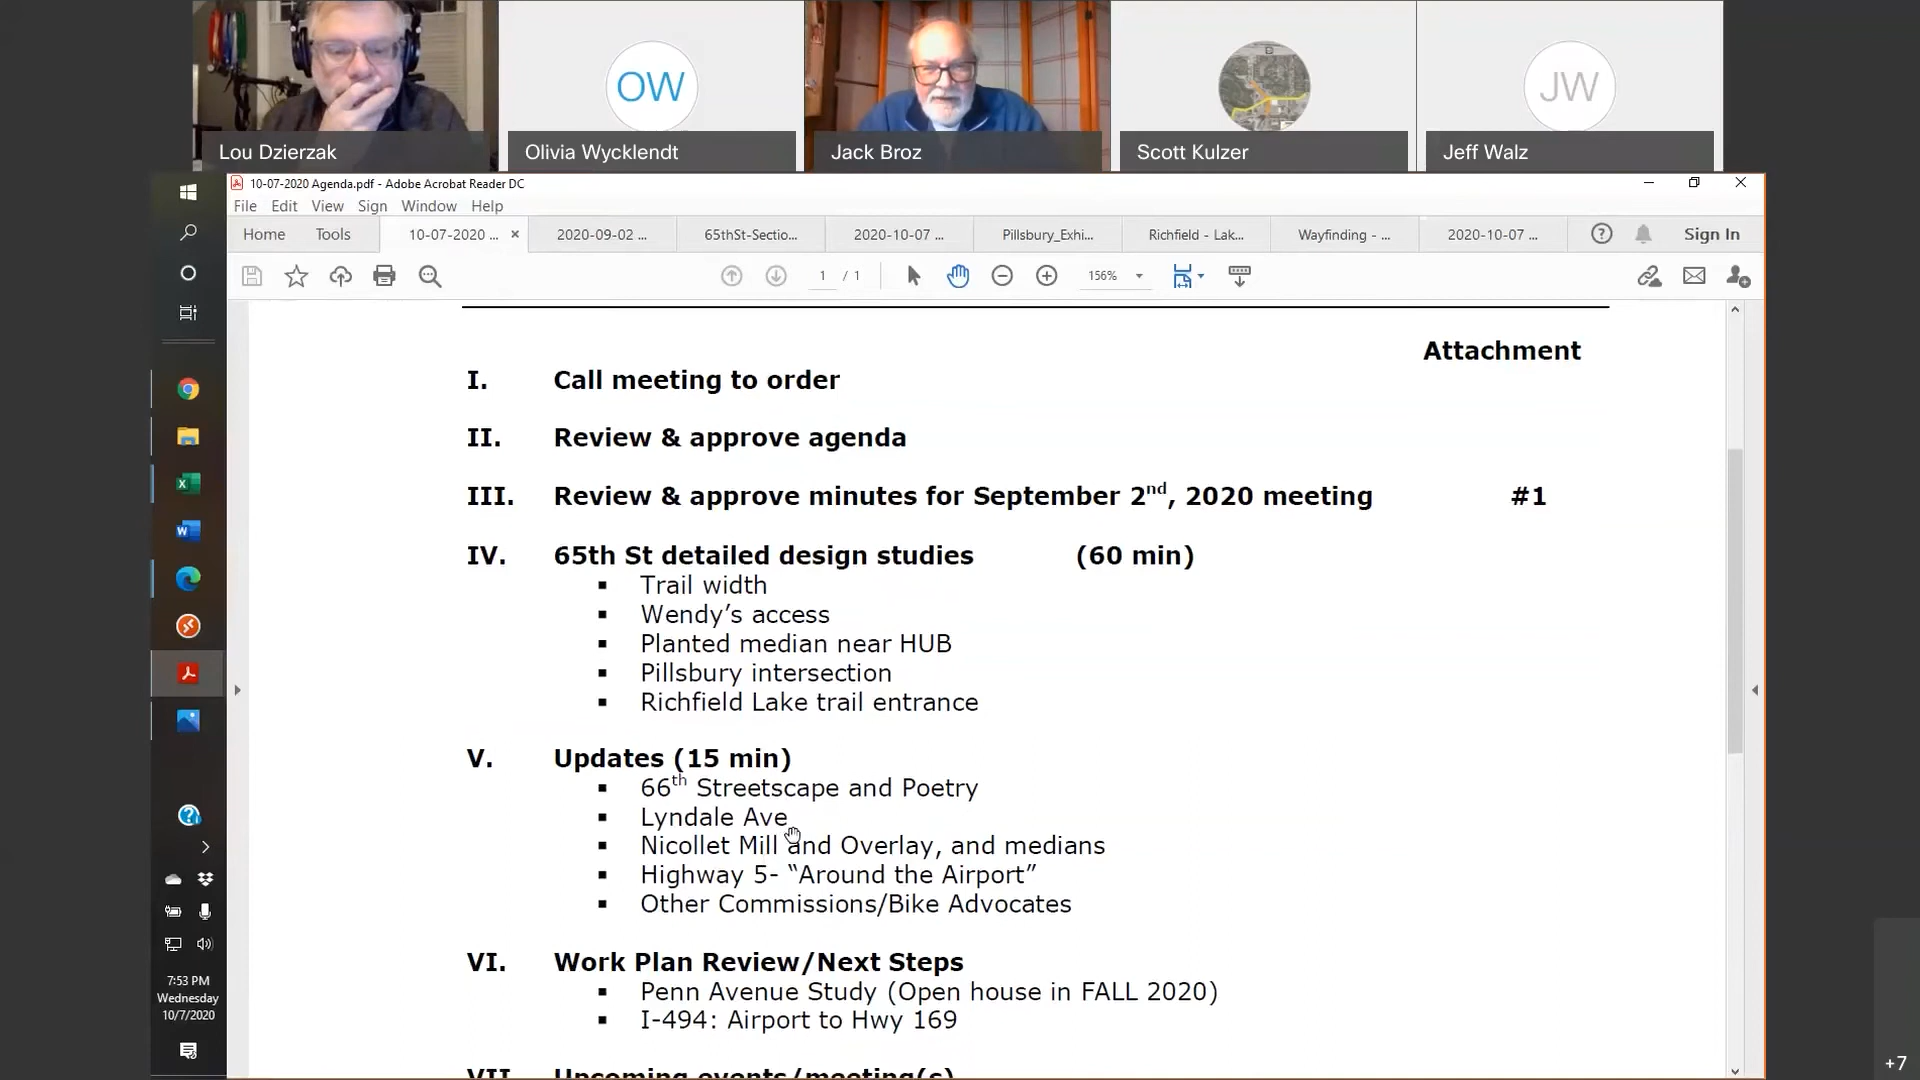 OW
JW
Lou Dzierzak
Olivia Wycklendt
Jack Broz
Scott Kulzer
Jeff Walz
10-07-2020 Agenda.pdf - Adobe Acrobat Reader DC
File Edit View Sign Window Help
Home Tools 10-07-2020 ... × 2020-09-02 ... 65thSt-Sectio... 2020-10-07 ... Pillsbury_Exhi... Richfield - Lak... Wayfinding - ... 2020-10-07 ... Sign In
1 / 1 156%
Attachment
I. Call meeting to order
II. Review & approve agenda
III. Review & approve minutes for September 2nd, 2020 meeting #1
IV. 65th St detailed design studies (60 min)
▪ Trail width
▪ Wendy’s access
▪ Planted median near HUB
▪ Pillsbury intersection
▪ Richfield Lake trail entrance
V. Updates (15 min)
▪ 66th Streetscape and Poetry
▪ Lyndale Ave
▪ Nicollet Mill and Overlay, and medians
▪ Highway 5- “Around the Airport”
▪ Other Commissions/Bike Advocates
VI. Work Plan Review/Next Steps
▪ Penn Avenue Study (Open house in FALL 2020)
▪ I-494: Airport to Hwy 169
VII. Upcoming events/meeting(s)
7:53 PM
Wednesday
10/7/2020
+7